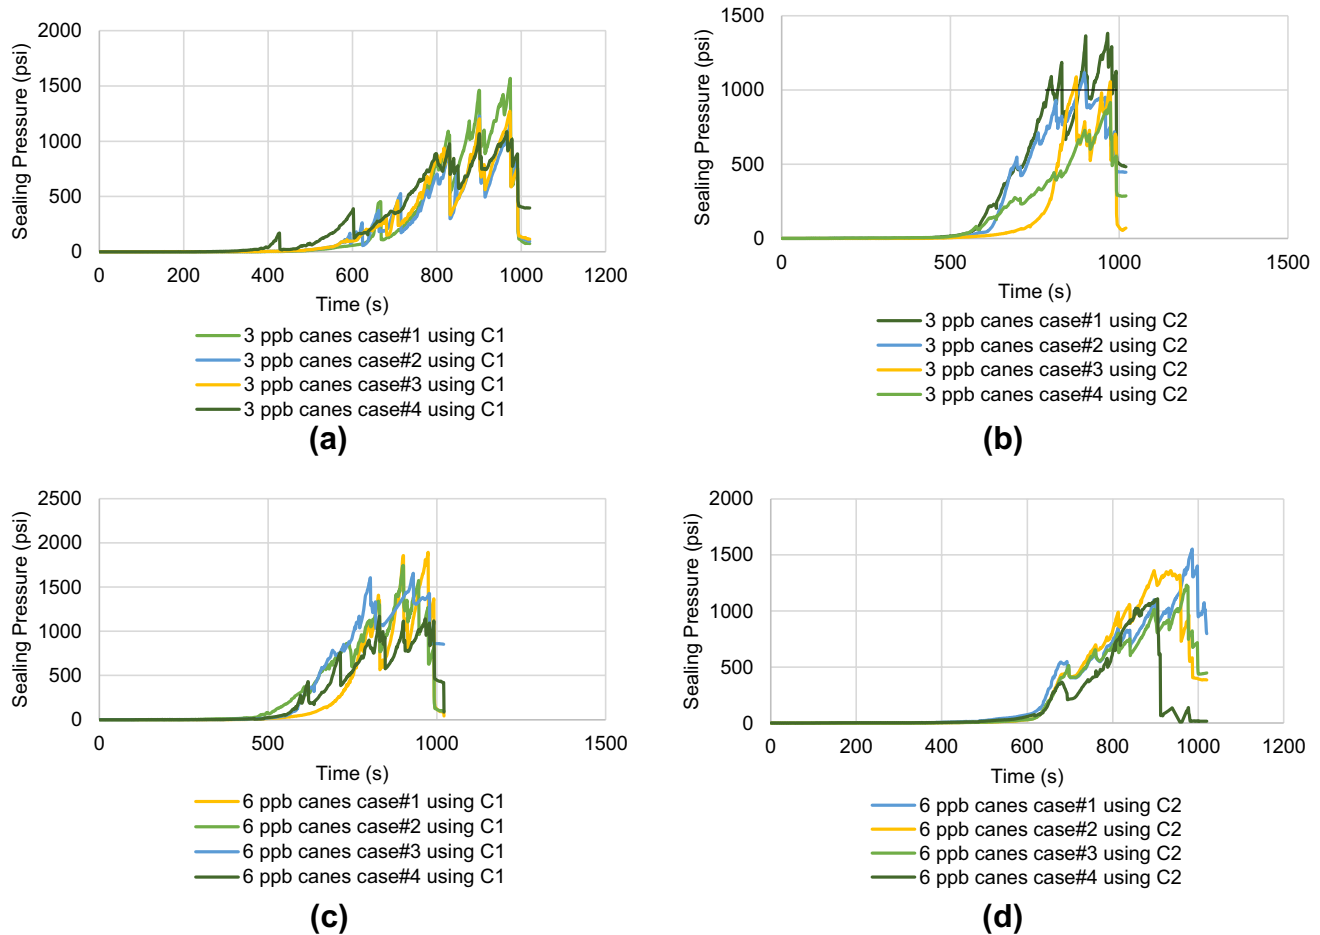 Sealing Pressure (psi)
2000
1500
1000
500
0
0 200 400 600 800 1000 1200
Time (s)
3 ppb canes case#1 using C1
3 ppb canes case#2 using C1
3 ppb canes case#3 using C1
3 ppb canes case#4 using C1
(a)
Sealing Pressure (psi)
1500
1000
500
0
0 500 1000 1500
Time (s)
3 ppb canes case#1 using C2
3 ppb canes case#2 using C2
3 ppb canes case#3 using C2
3 ppb canes case#4 using C2
(b)
Sealing Pressure (psi)
2500
2000
1500
1000
500
0
0 500 1000 1500
Time (s)
6 ppb canes case#1 using C1
6 ppb canes case#2 using C1
6 ppb canes case#3 using C1
6 ppb canes case#4 using C1
(c)
Sealing Pressure (psi)
2000
1500
1000
500
0
0 200 400 600 800 1000 1200
Time (s)
6 ppb canes case#1 using C2
6 ppb canes case#2 using C2
6 ppb canes case#3 using C2
6 ppb canes case#4 using C2
(d)